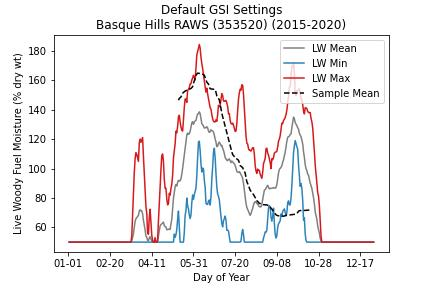 Default GSI Settings
Basque Hills RAWS (353520) (2015-2020)
LW Mean
LW Min
LW Max
Sample Mean
Live Woody Fuel Moisture (% dry wt)
180
160
140
120
100
80
60
01-01
02-20
04-11
05-31
07-20
09-08
10-28
12-17
Day of Year